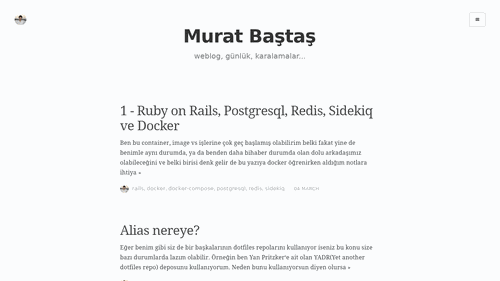 Murat Baştaş
weblog, günlük, karalamalar...
1 - Ruby on Rails, Postgresql, Redis, Sidekiq
ve Docker
Ben bu container, image vs işlerine çok geç başlamış olabilirim belki fakat yine de
benimle aynı durumda, ya da benden daha bihaber durumda olan dolu arkadaşımız
olabileceğini ve belki birisi denk gelir de bu yazıya docker öğrenirken aldığım notlara
ihtiya »
rails, docker, docker-compose, postgresql, redis, sidekiq 04 MARCH
Alias nereye?
Eğer benim gibi siz de bir başkalarının dotfiles repolarını kullanıyor iseniz bu konu size
bazı durumlarda lazım olabilir. Örneğin ben Yan Pritzker'e ait olan YADR(Yet another
dotfiles repo) deposunu kullanıyorum. Neden bunu kullanıyorsun diyen olursa »